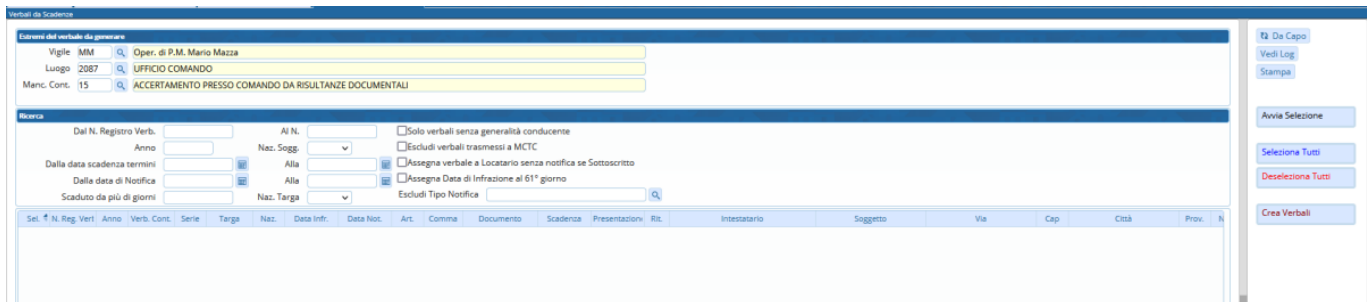 Verbali da Scadenze
Estremi del verbale da generare
Vigile MM Oper. di P.M. Mario Mazza
Luogo 2087 UFFICIO COMANDO
Manc. Cont. 15 ACCERTAMENTO PRESSO COMANDO DA RISULTANZE DOCUMENTALI
Ricerca
Dal N. Registro Verb. Al N. Solo verbali senza generalità conducente
Anno Naz. Sogg. Escludi verbali trasmessi a MCTC
Dalla data scadenza termini Alla Assegna verbale a Locatario senza notifica se Sottoscritto
Dalla data di Notifica Alla Assegna Data di Infrazione al 61° giorno
Scaduto da più di giorni Naz. Targa Escludi Tipo Notifica
Sel. N. Reg. Vert Anno Verb. Cont. Serie Targa Naz. Data Infr. Data Not. Art. Comma Documento Scadenza Presentazion Rit. Intestatario Soggetto Via Cap Città Prov. N
Da Capo
Vedi Log
Stampa
Avvia Selezione
Seleziona Tutti
Deseleziona Tutti
Crea Verbali